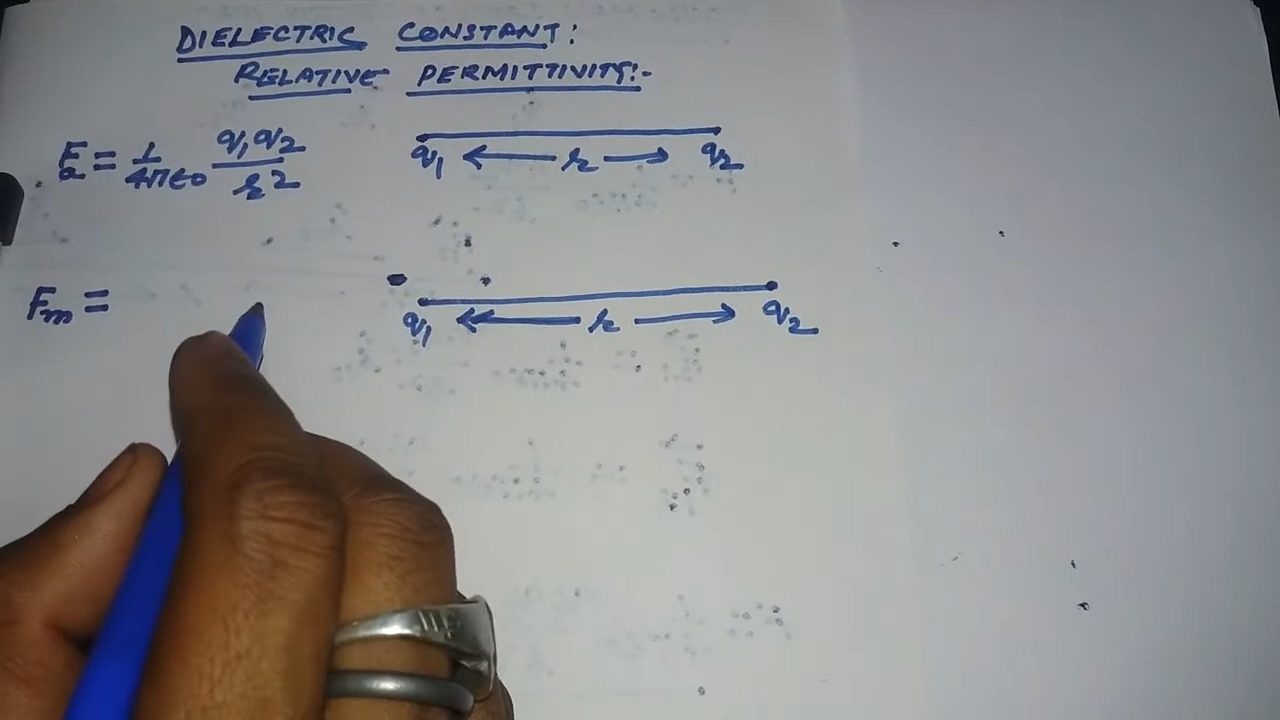 DIELECTRIC CONSTANT:
RELATIVE PERMITTIVITY:-
Fa = 1/4πε0 q1q2/r2
q1 ← r → q2
Fm =
q1 ← r → q2